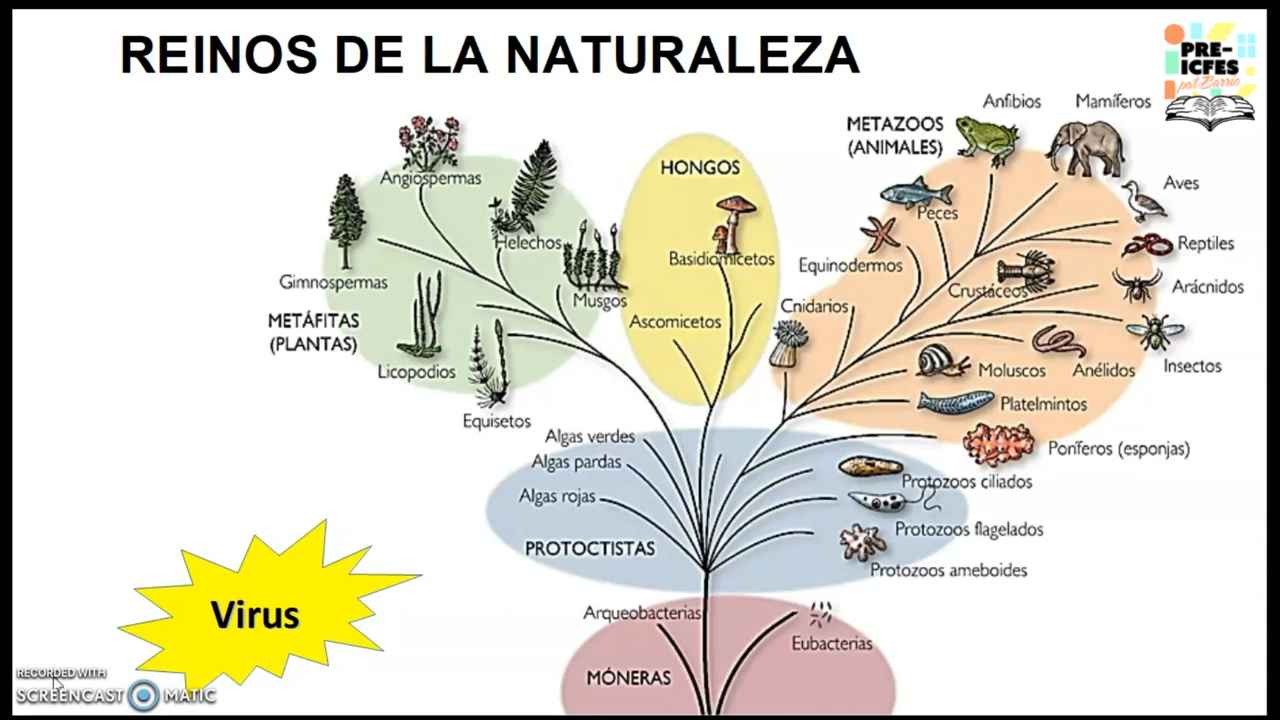 REINOS DE LA NATURALEZA
PRE-
ICFES
pa'l Barrio
Anfibios
Mamíferos
METAZOOS
(ANIMALES)
HONGOS
Angiospermas
Aves
Peces
Helechos
Reptiles
Basidiomicetos
Equinodermos
Gimnospermas
Crustáceos
Arácnidos
Musgos
Cnidarios
METÁFITAS
(PLANTAS)
Ascomicetos
Insectos
Licopodios
Moluscos
Anélidos
Platelmintos
Equisetos
Algas verdes
Poríferos (esponjas)
Algas pardas
Protozoos ciliados
Algas rojas
Protozoos flagelados
PROTOCTISTAS
Protozoos ameboides
Virus
Arqueobacterias
Eubacterias
MÓNERAS
RECORDED WITH
SCREENCAST MATIC